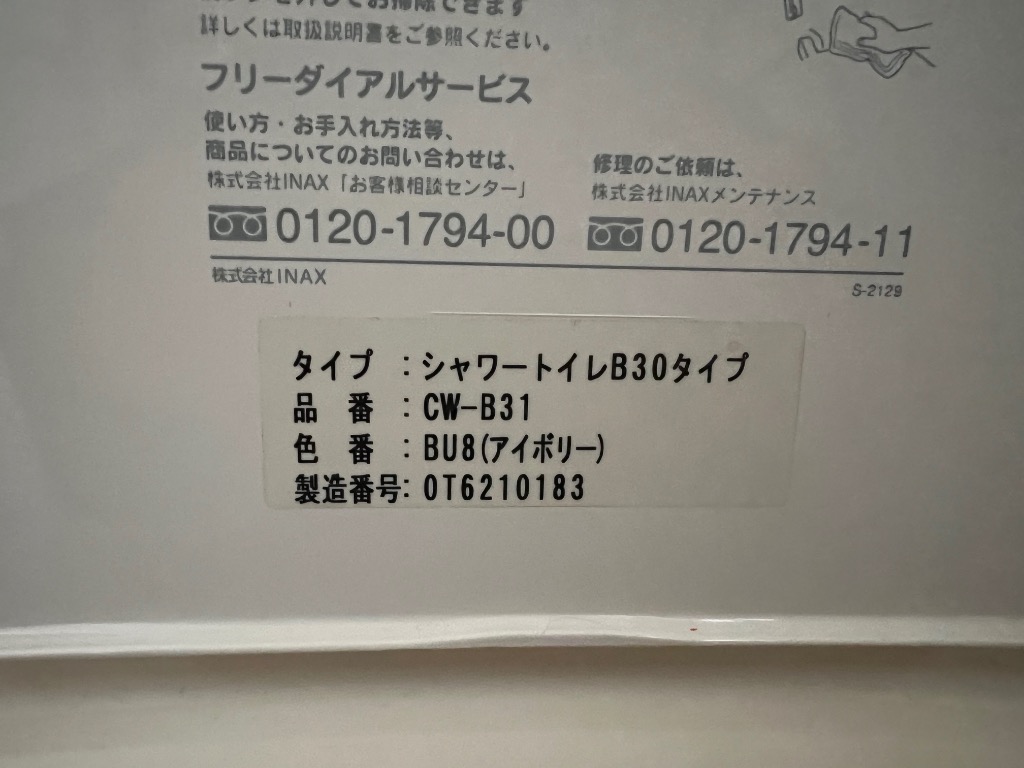 お掃除できます
詳しくは取扱説明書をご参照ください。
フリーダイアルサービス
使い方・お手入れ方法等、
商品についてのお問い合わせは、
株式会社INAX「お客様相談センター」
0120-1794-00
修理のご依頼は、
株式会社INAXメンテナンス
0120-1794-11
株式会社INAX
S-2129
タイプ :シャワートイレB30タイプ
品 番 :CW-B31
色 番 :BU8(アイボリー)
製造番号:0T6210183